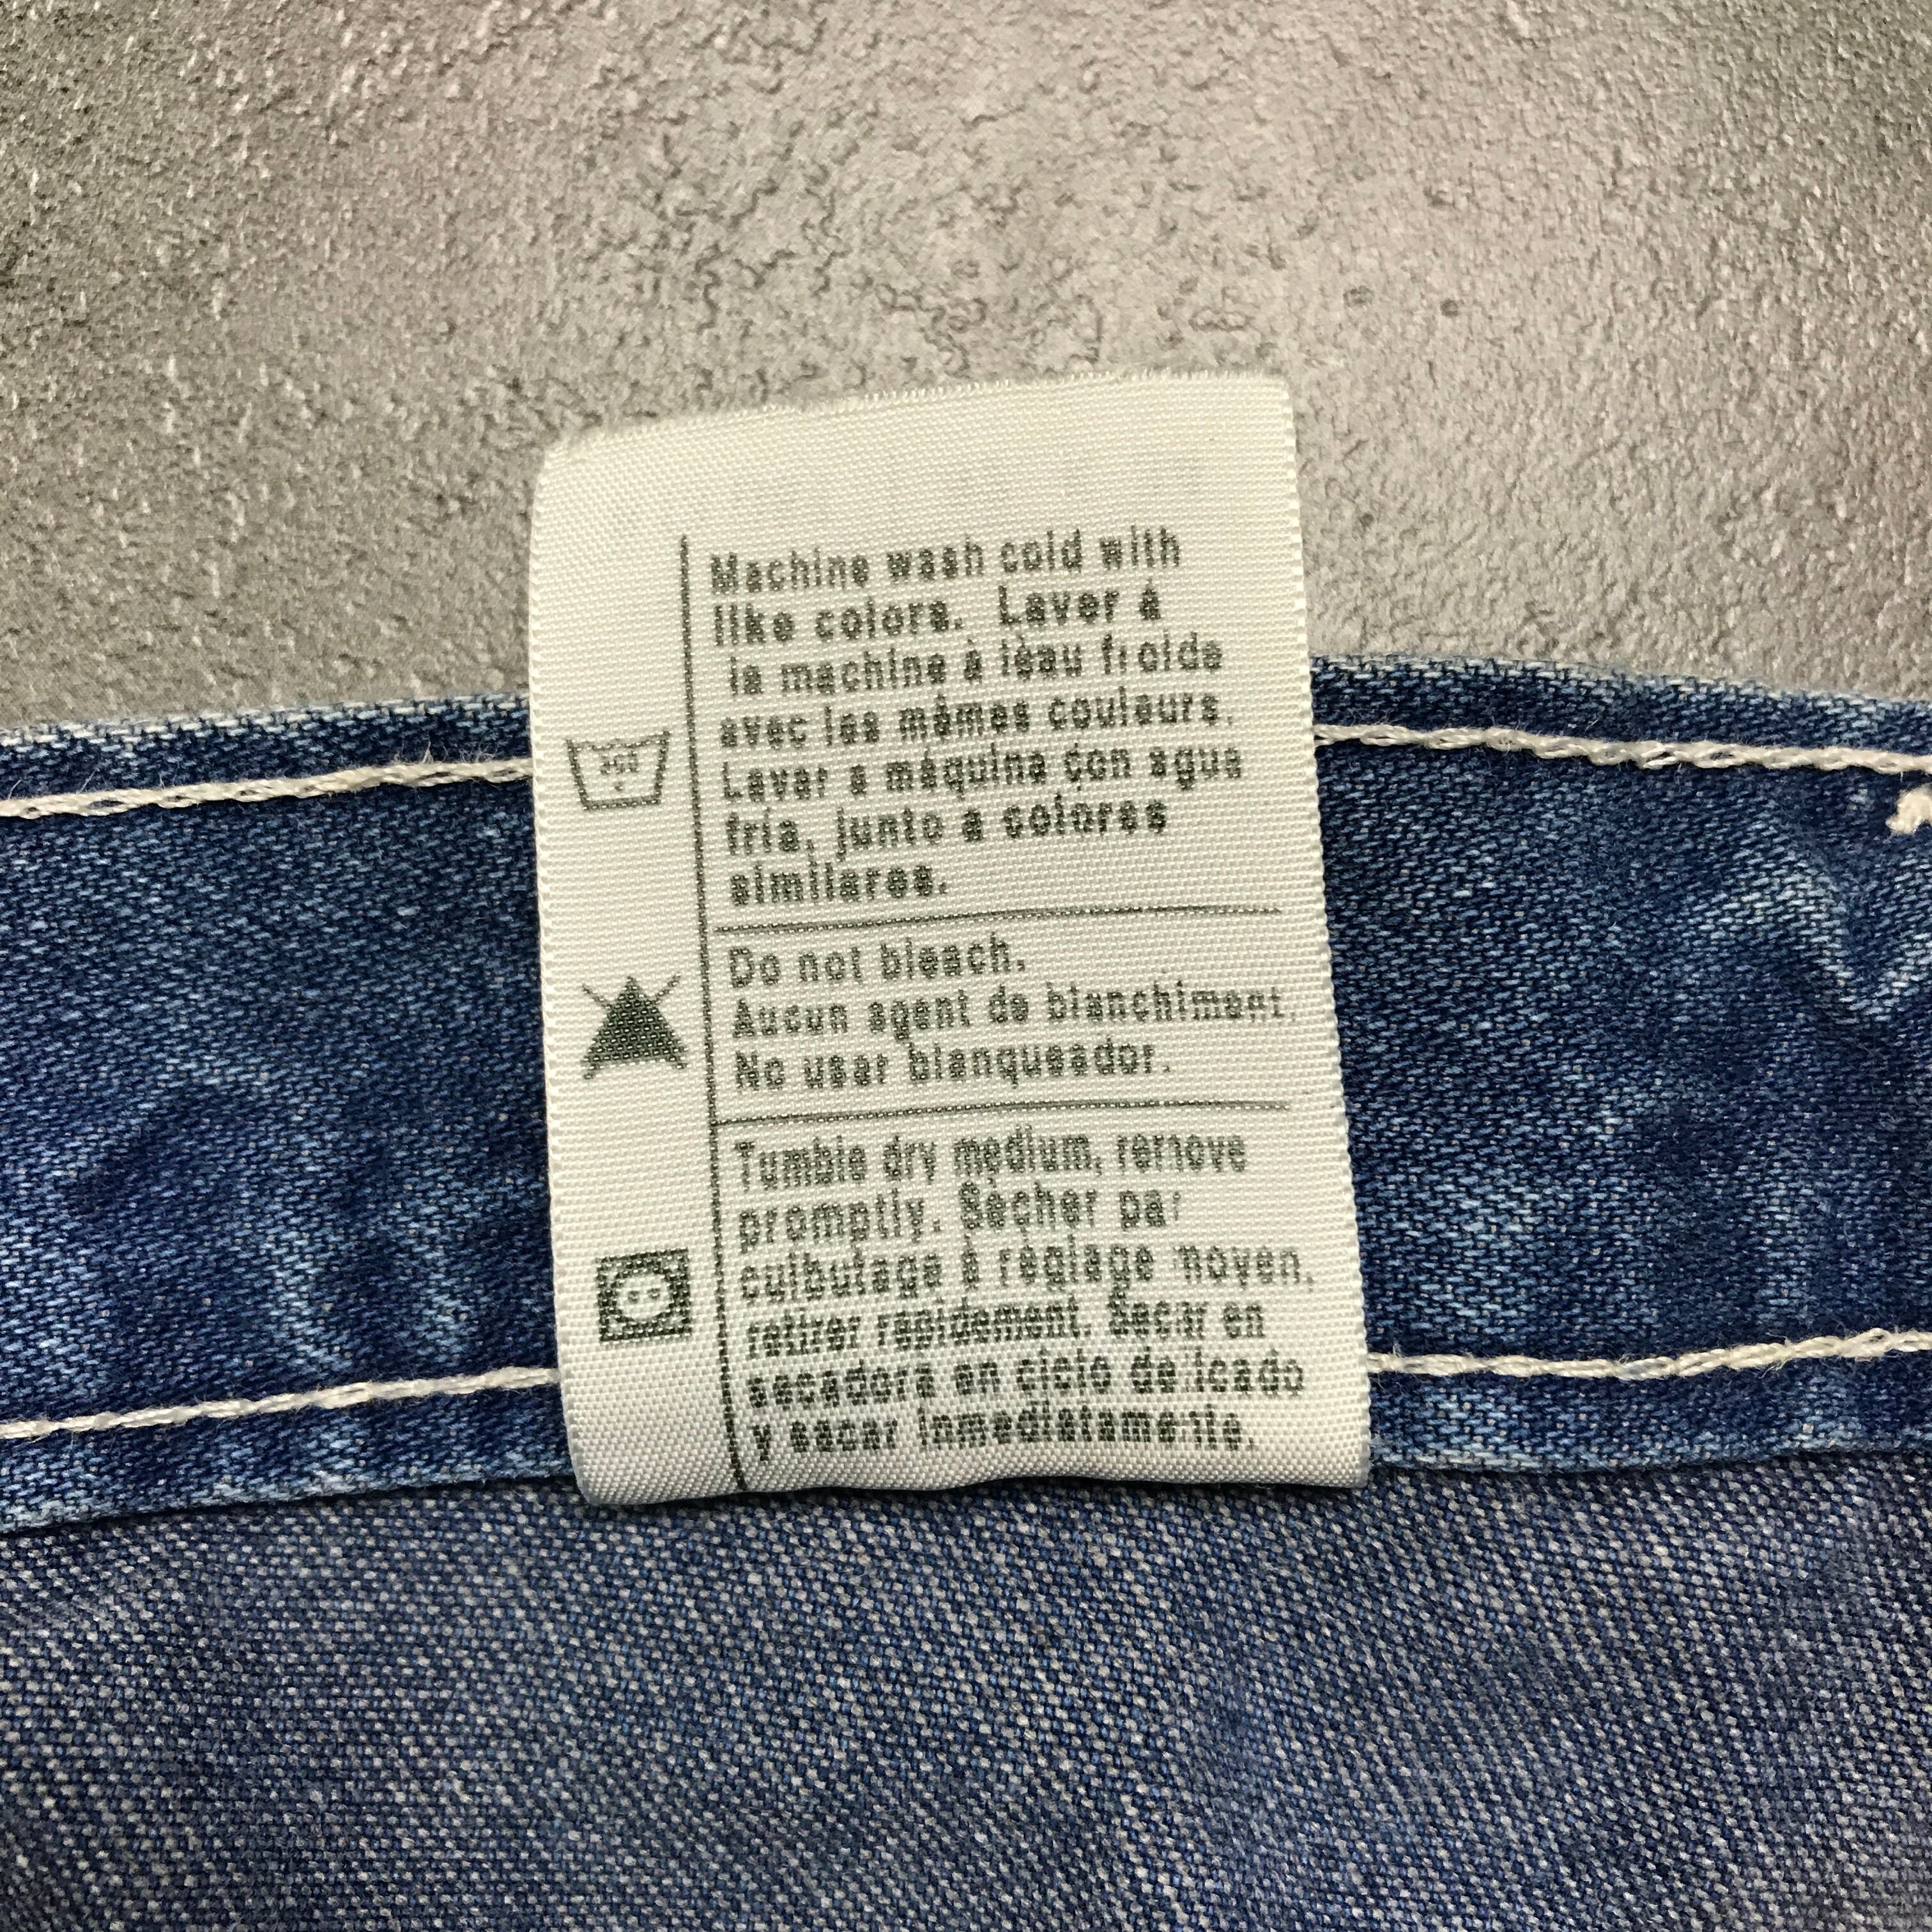 Machine wash cold with
like colors. Laver à
la machine à lèau froide
avec les mêmes couleurs.
Lavar a máquina con agua
fría, junto a colores
similares.
Do not bleach.
Aucun agent de blanchiment.
No usar blanqueador.
Tumble dry medium, remove
promptly. Sécher par
culbutage à réglage moyen,
retirer rapidement. Secar en
secadora en ciclo delicado
y sacar inmediatamente.